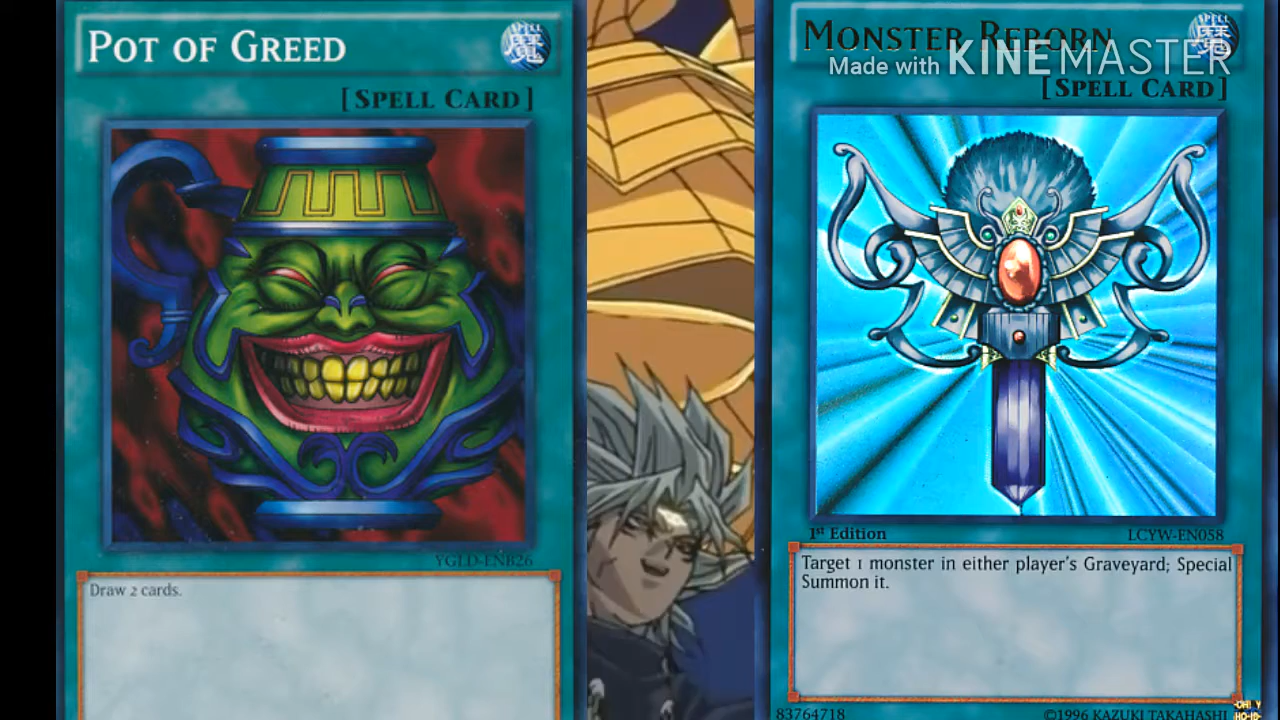 POT OF GREED
[SPELL CARD]
YGLD-ENB26
Draw 2 cards.
MONSTER REBORN
Made with KINEMASTER
[SPELL CARD]
1st Edition
LCYW-EN058
Target 1 monster in either player's Graveyard; Special
Summon it.
83764718
©1996 KAZUKI TAKAHASHI